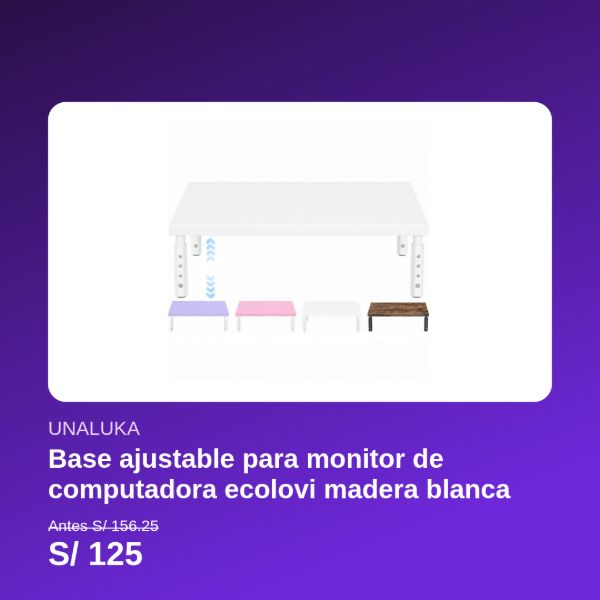 UNALUKA
Base ajustable para monitor de
computadora ecolovi madera blanca
Antes S/ 156.25
S/ 125